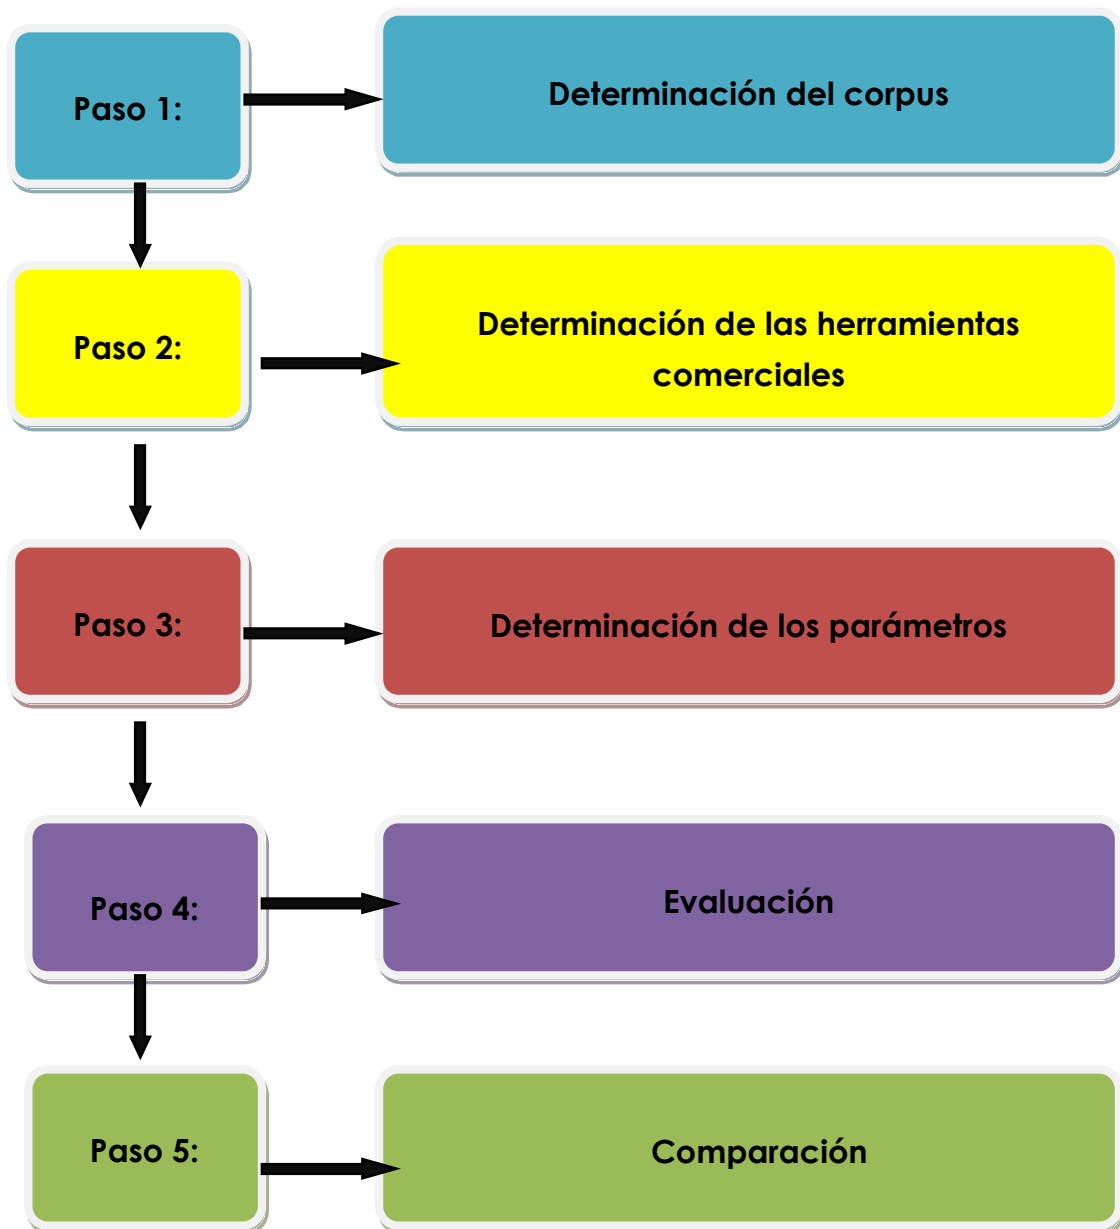 Paso 1:
Determinación del corpus
Paso 2:
Determinación de las herramientas
comerciales
Paso 3:
Determinación de los parámetros
Paso 4:
Evaluación
Paso 5:
Comparación